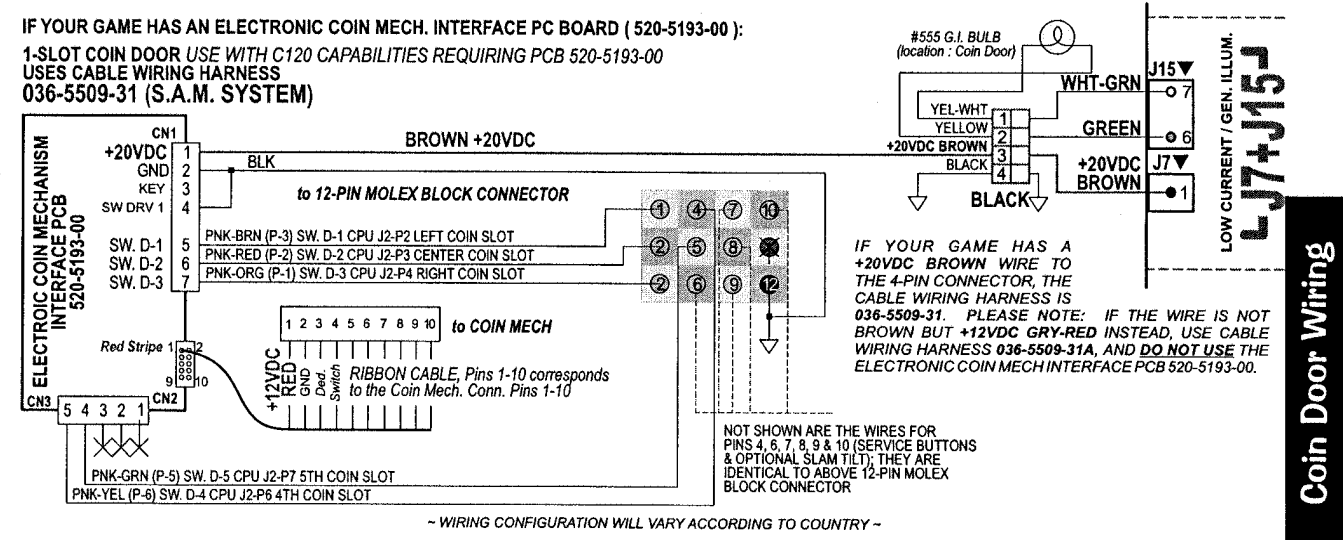 IF YOUR GAME HAS AN ELECTRONIC COIN MECH. INTERFACE PC BOARD ( 520-5193-00 ):
1-SLOT COIN DOOR USE WITH C120 CAPABILITIES REQUIRING PCB 520-5193-00
USES CABLE WIRING HARNESS
036-5509-31 (S.A.M. SYSTEM)
ELECTROIC COIN MECHANISM
INTERFACE PCB
520-5193-00
CN1
+20VDC 1
GND 2
KEY 3
SW DRV 1 4
SW. D-1 5
SW. D-2 6
SW. D-3 7
BROWN +20VDC
BLK
to 12-PIN MOLEX BLOCK CONNECTOR
PNK-BRN (P-3) SW. D-1 CPU J2-P2 LEFT COIN SLOT
PNK-RED (P-2) SW. D-2 CPU J2-P3 CENTER COIN SLOT
PNK-ORG (P-1) SW. D-3 CPU J2-P4 RIGHT COIN SLOT
1 4 7 10
2 5 8
2 6 9 12
Red Stripe 1 2
9 10
CN2
CN3
5 4 3 2 1
1 2 3 4 5 6 7 8 9 10
to COIN MECH
+12VDC
RED
GND
Ded.
Switch
RIBBON CABLE, Pins 1-10 corresponds
to the Coin Mech. Conn. Pins 1-10
PNK-GRN (P-5) SW. D-5 CPU J2-P7 5TH COIN SLOT
PNK-YEL (P-6) SW. D-4 CPU J2-P6 4TH COIN SLOT
NOT SHOWN ARE THE WIRES FOR
PINS 4, 6, 7, 8, 9 & 10 (SERVICE BUTTONS
& OPTIONAL SLAM TILT); THEY ARE
IDENTICAL TO ABOVE 12-PIN MOLEX
BLOCK CONNECTOR
~ WIRING CONFIGURATION WILL VARY ACCORDING TO COUNTRY ~
#555 G.I. BULB
(location : Coin Door)
YEL-WHT 1
YELLOW 2
+20VDC BROWN 3
BLACK 4
BLACK
WHT-GRN
GREEN
+20VDC
BROWN
J15▼
7
6
J7▼
1
LOW CURRENT / GEN. ILLUM.
J7+J15
IF YOUR GAME HAS A
+20VDC BROWN WIRE TO
THE 4-PIN CONNECTOR, THE
CABLE WIRING HARNESS IS
036-5509-31. PLEASE NOTE: IF THE WIRE IS NOT
BROWN BUT +12VDC GRY-RED INSTEAD, USE CABLE
WIRING HARNESS 036-5509-31A, AND DO NOT USE THE
ELECTRONIC COIN MECH INTERFACE PCB 520-5193-00.
Coin Door Wiring